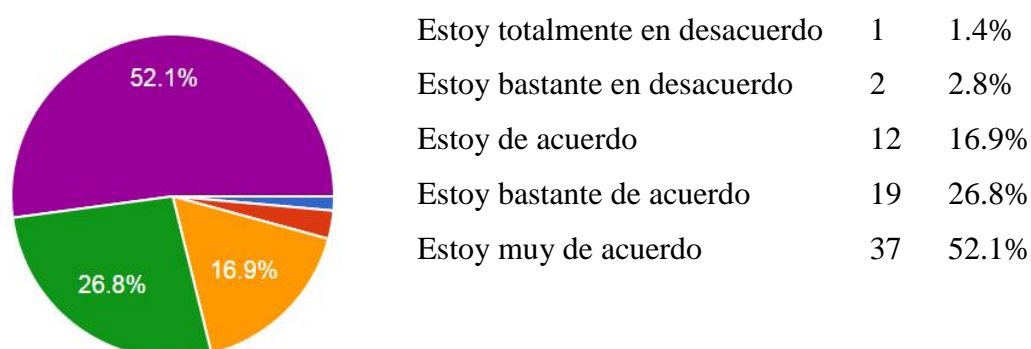 52.1%
26.8%
16.9%
Estoy totalmente en desacuerdo 1 1.4%
Estoy bastante en desacuerdo 2 2.8%
Estoy de acuerdo 12 16.9%
Estoy bastante de acuerdo 19 26.8%
Estoy muy de acuerdo 37 52.1%